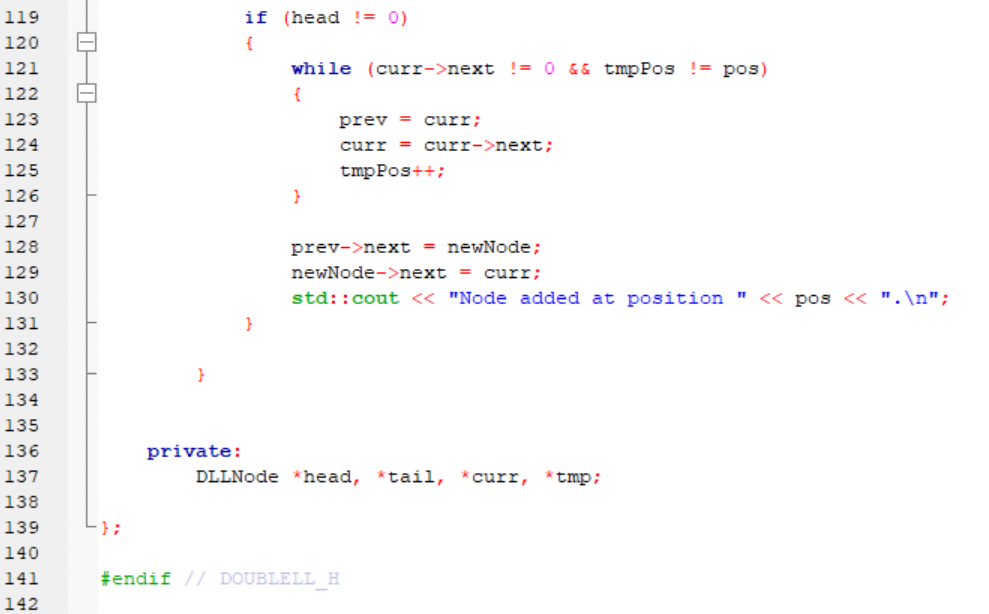 119 if (head != 0)
120 {
121 while (curr->next != 0 && tmpPos != pos)
122 {
123 prev = curr;
124 curr = curr->next;
125 tmpPos++;
126 }
127
128 prev->next = newNode;
129 newNode->next = curr;
130 std::cout << "Node added at position " << pos << ".\n";
131 }
132
133 }
134
135
136 private:
137 DLLNode *head, *tail, *curr, *tmp;
138
139 };
140
141 #endif // DOUBLELL_H
142